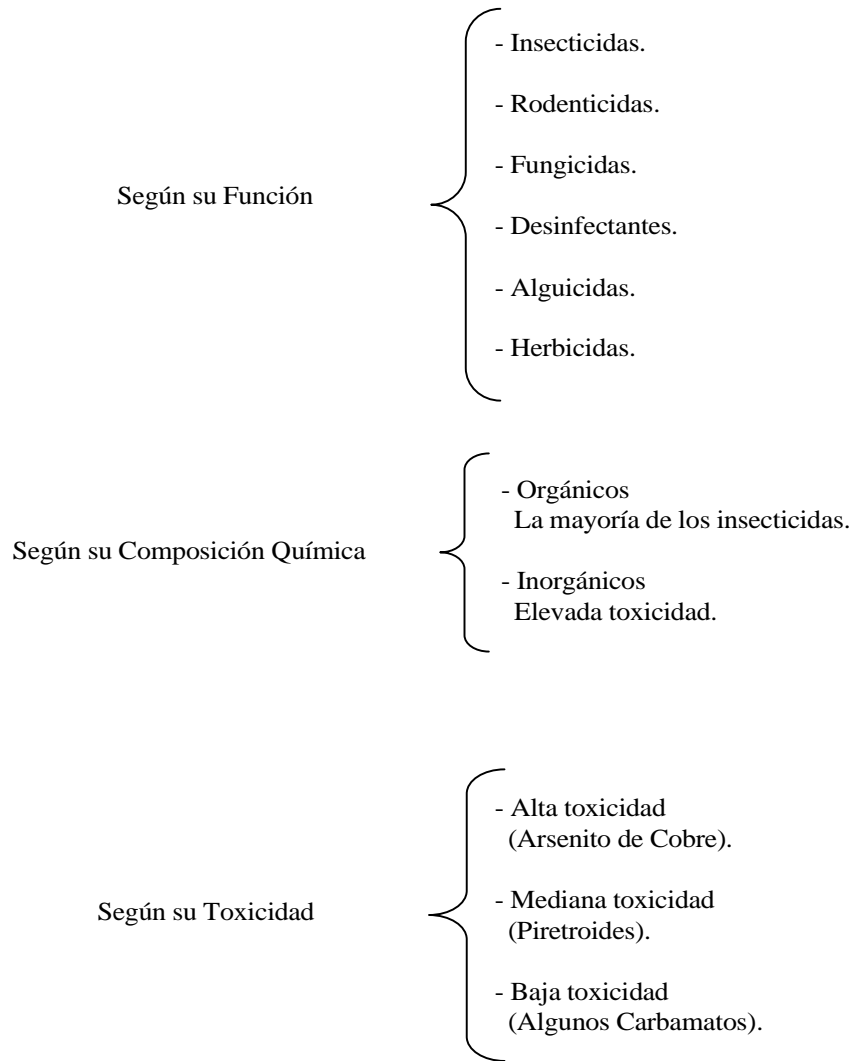 Según su Función
- Insecticidas.
- Rodenticidas.
- Fungicidas.
- Desinfectantes.
- Alguicidas.
- Herbicidas.
Según su Composición Química
- Orgánicos
La mayoría de los insecticidas.
- Inorgánicos
Elevada toxicidad.
Según su Toxicidad
- Alta toxicidad
(Arsenito de Cobre).
- Mediana toxicidad
(Piretroides).
- Baja toxicidad
(Algunos Carbamatos).